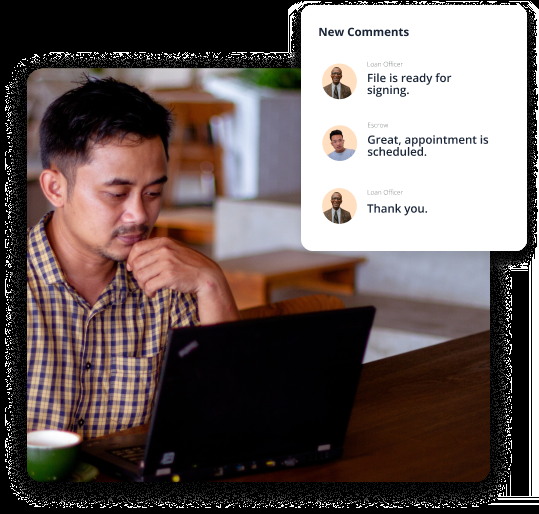 New Comments
Loan Officer
File is ready for
signing.
Escrow
Great, appointment is
scheduled.
Loan Officer
Thank you.